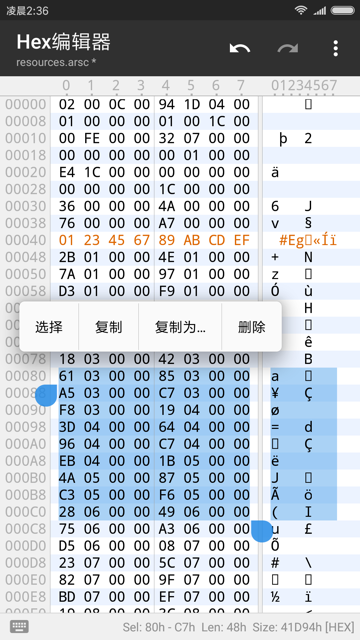 凌晨2:36
Hex编辑器
resources.arsc *
0 1 2 3 4 5 6 7 01234567
00000 02 00 0C 00 94 1D 04 00
00008 01 00 00 00 01 00 1C 00
00010 00 FE 00 00 32 07 00 00 þ 2
00018 00 00 00 00 00 01 00 00
00020 E4 1C 00 00 00 00 00 00 ä
00028 00 00 00 00 1C 00 00 00
00030 36 00 00 00 4A 00 00 00 6 J
00038 76 00 00 00 A7 00 00 00 v §
00040 01 23 45 67 89 AB CD EF #Eg«Íï
00048 2B 01 00 00 4E 01 00 00 + N
00050 7A 01 00 00 97 01 00 00 z
00058 D3 01 00 00 F9 01 00 00 Ó ù
H
选择 复制 复制为... 删除
ê
00078 18 03 00 00 42 03 00 00 B
00080 61 03 00 00 85 03 00 00 a
A5 03 00 00 C7 03 00 00 ¥ Ç
00090 F8 03 00 00 19 04 00 00 ø
00098 3D 04 00 00 64 04 00 00 = d
000A0 96 04 00 00 C7 04 00 00 Ç
000A8 EB 04 00 00 1B 05 00 00 ë
000B0 4A 05 00 00 87 05 00 00 J
000B8 C3 05 00 00 F6 05 00 00 Ã ö
000C0 28 06 00 00 49 06 00 00 ( I
000C8 75 06 00 00 A3 06 00 00 u £
000D0 D5 06 00 00 08 07 00 00 Õ
000D8 23 07 00 00 5C 07 00 00 # \
000E0 82 07 00 00 9F 07 00 00
000E8 BD 07 00 00 EF 07 00 00 ½ ï
Sel: 80h - C7h Len: 48h Size: 41D94h [HEX]